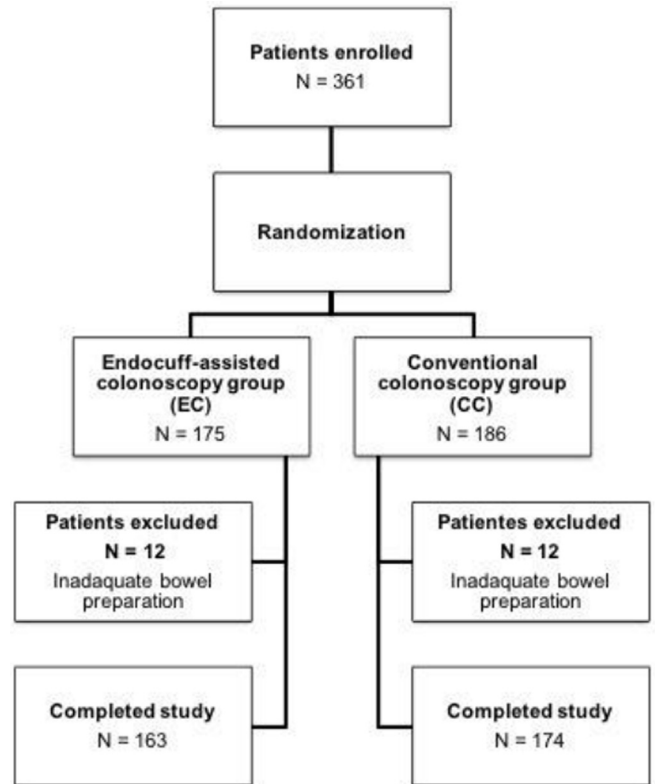 Patients enrolled
N = 361
Randomization
Endocuff-assisted
colonoscopy group
(EC)
N = 175
Conventional
colonoscopy group
(CC)
N = 186
Patients excluded
N = 12
Inadaquate bowel
preparation
Patientes excluded
N = 12
Inadaquate bowel
preparation
Completed study
N = 163
Completed study
N = 174